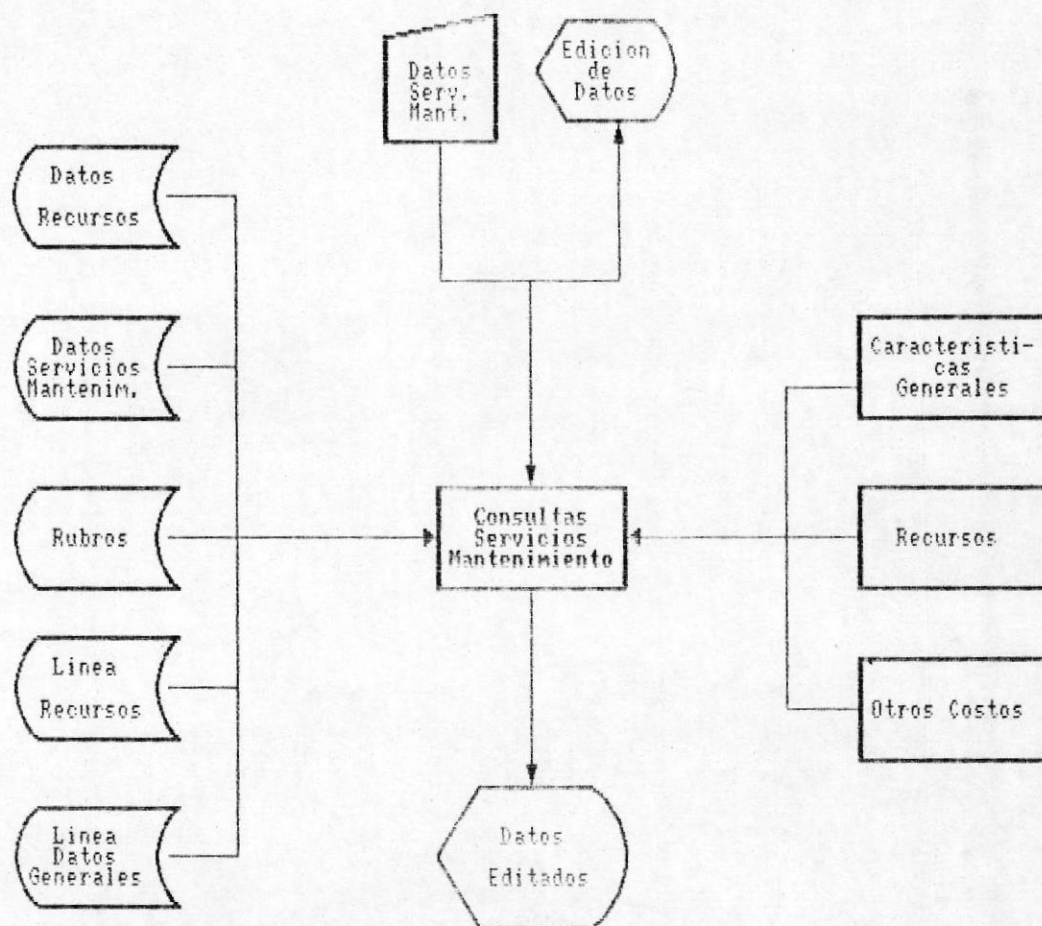 Datos
Serv.
Mant.
Edicion
de
Datos
Datos
Recursos
Datos
Servicios
Mantenim.
Rubros
Linea
Recursos
Linea
Datos
Generales
Consultas
Servicios
Mantenimiento
Caracteristi-
cas
Generales
Recursos
Otros Costos
Datos
Editados